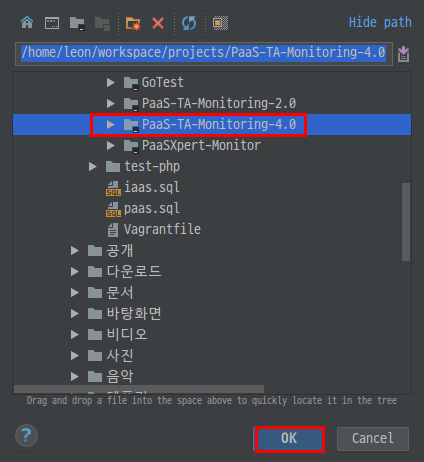 Hide path
/home/leon/workspace/projects/PaaS-TA-Monitoring-4.0
GoTest
PaaS-TA-Monitoring-2.0
PaaS-TA-Monitoring-4.0
PaaSXpert-Monitor
test-php
SQL iaas.sql
SQL paas.sql
Vagrantfile
공개
다운로드
문서
바탕화면
비디오
사진
음악
Drag and drop a file into the space above to quickly locate it in the tree
?
OK Cancel